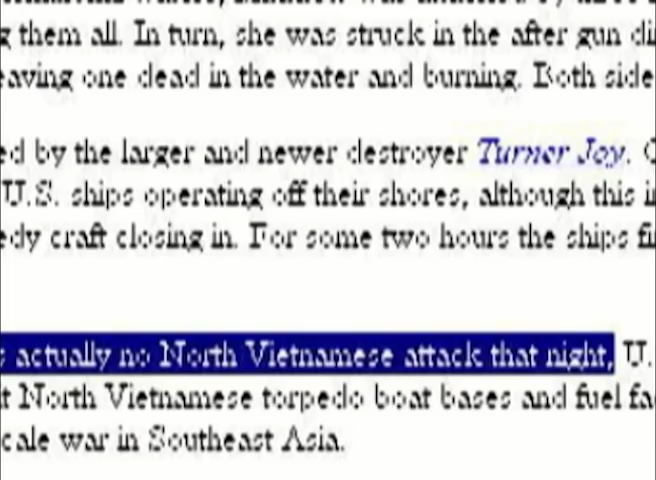 them all. In turn, she was struck in the after gun
eaving one dead in the water and burning. Both side
ed by the larger and newer destroyer Turner Joy.
U.S. ships operating off their shores, although this
edy craft closing in. For some two hours the ships fi
s actually no North Vietnamese attack that night, U.
t North Vietnamese torpedo boat bases and fuel fa
cale war in Southeast Asia.